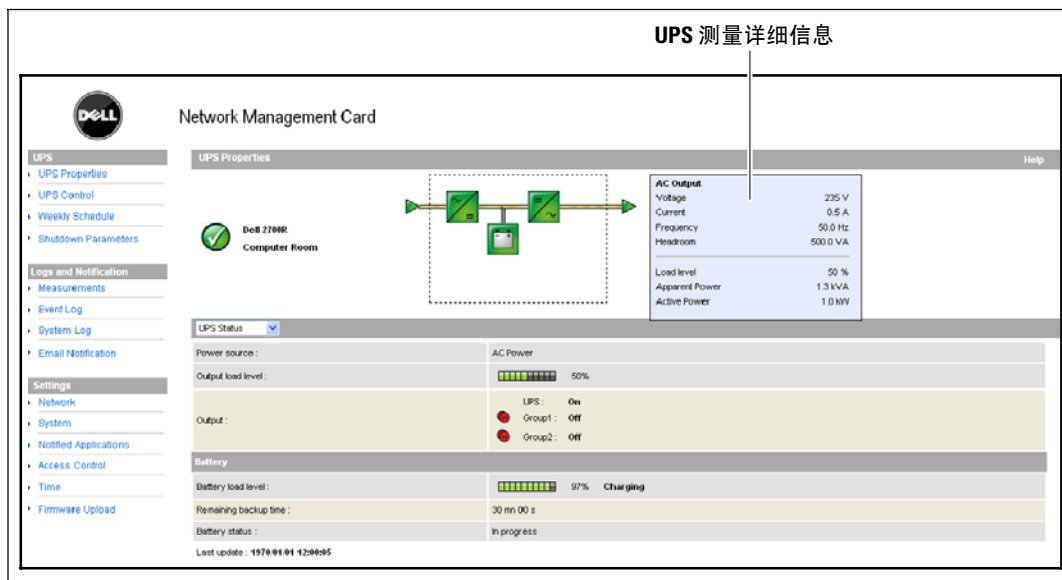 UPS 测量详细信息
DELL
Network Management Card
UPS
UPS Properties
UPS Control
Weekly Schedule
Shutdown Parameters
Logs and Notification
Measurements
Event Log
System Log
Email Notification
Settings
Network
System
Notified Applications
Access Control
Time
Firmware Upload
UPS Properties Help
Dell 2700R
Computer Room
AC Output
Voltage 235 V
Current 0.5 A
Frequency 50.0 Hz
Headroom 500.0 VA
Load level 50 %
Apparent Power 1.3 kVA
Active Power 1.0 kW
UPS Status
Power source : AC Power
Output load level : 50%
Output :
UPS : On
Group1 : Off
Group2 : Off
Battery
Battery load level : 97% Charging
Remaining backup time : 30 mn 00 s
Battery status : In progress
Last update : 1970/01/01 12:00:05